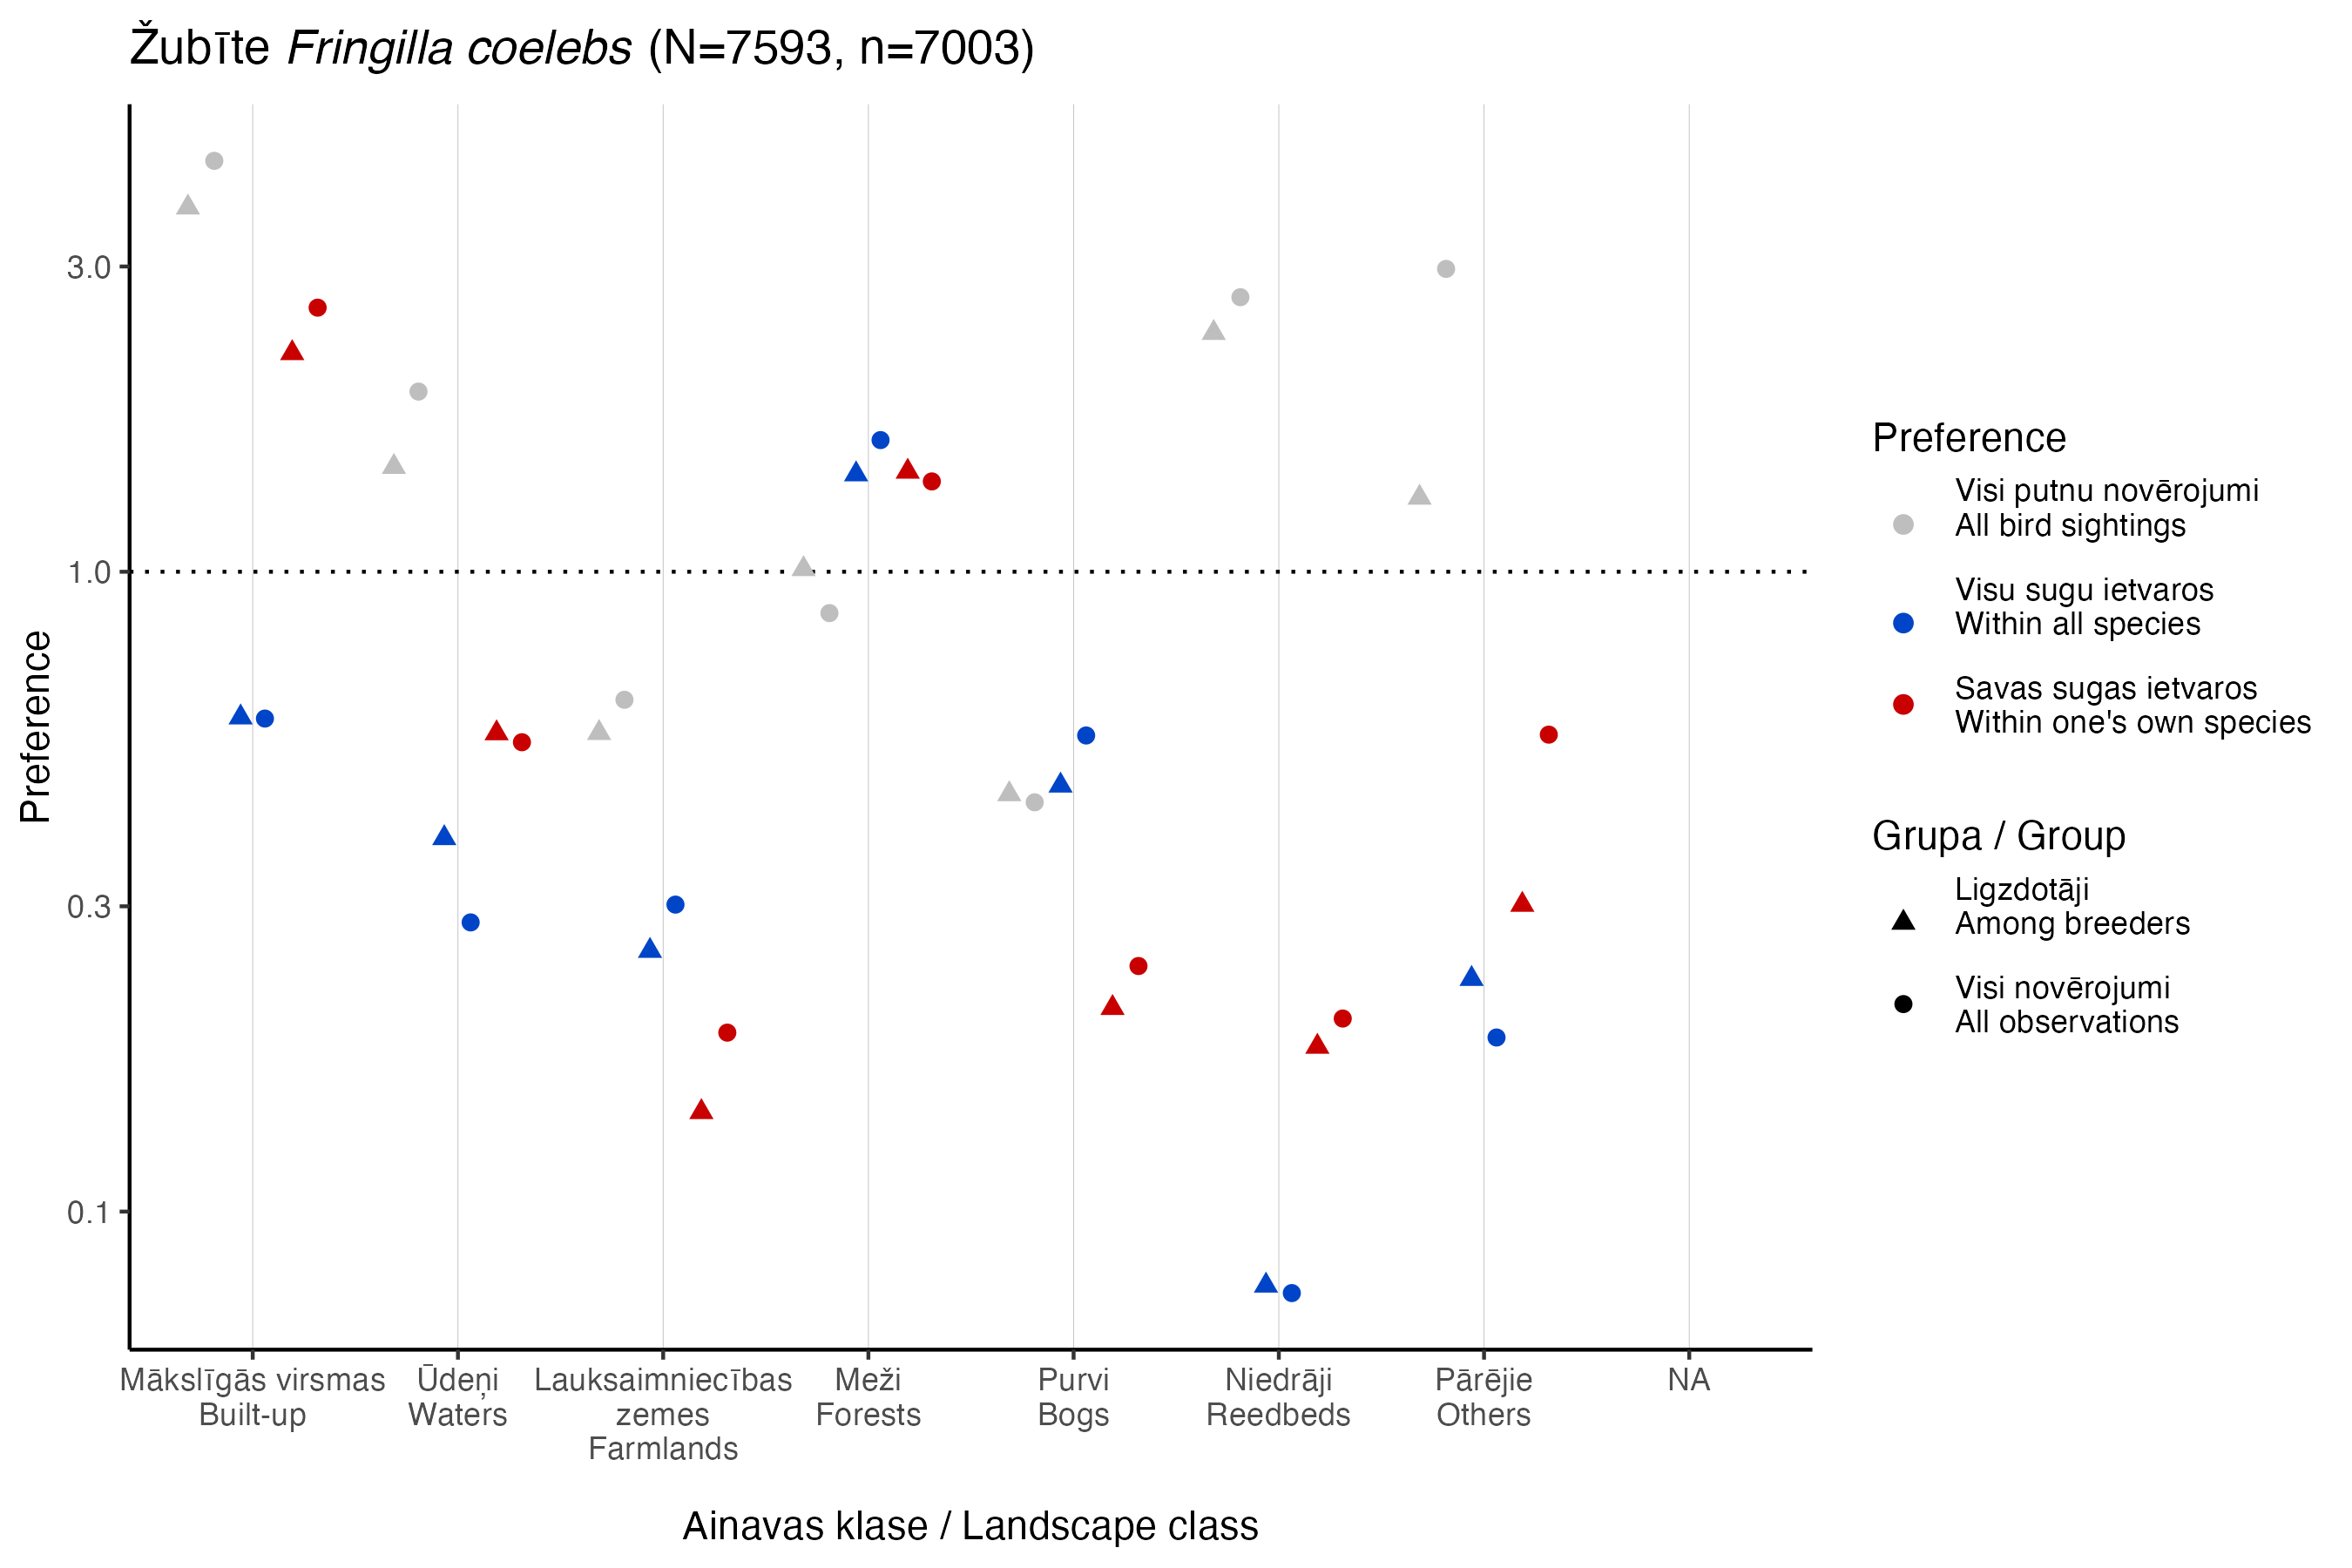 Žubīte Fringilla coelebs (N=7593, n=7003)
Preference
3.0
1.0
0.3
0.1
Mākslīgās virsmas
Built-up
Ūdeņi
Waters
Lauksaimniecības
zemes
Farmlands
Meži
Forests
Purvi
Bogs
Niedrāji
Reedbeds
Pārējie
Others
NA
Ainavas klase / Landscape class
Preference
Visi putnu novērojumi
All bird sightings
Visu sugu ietvaros
Within all species
Savas sugas ietvaros
Within one's own species
Grupa / Group
Ligzdotāji
Among breeders
Visi novērojumi
All observations